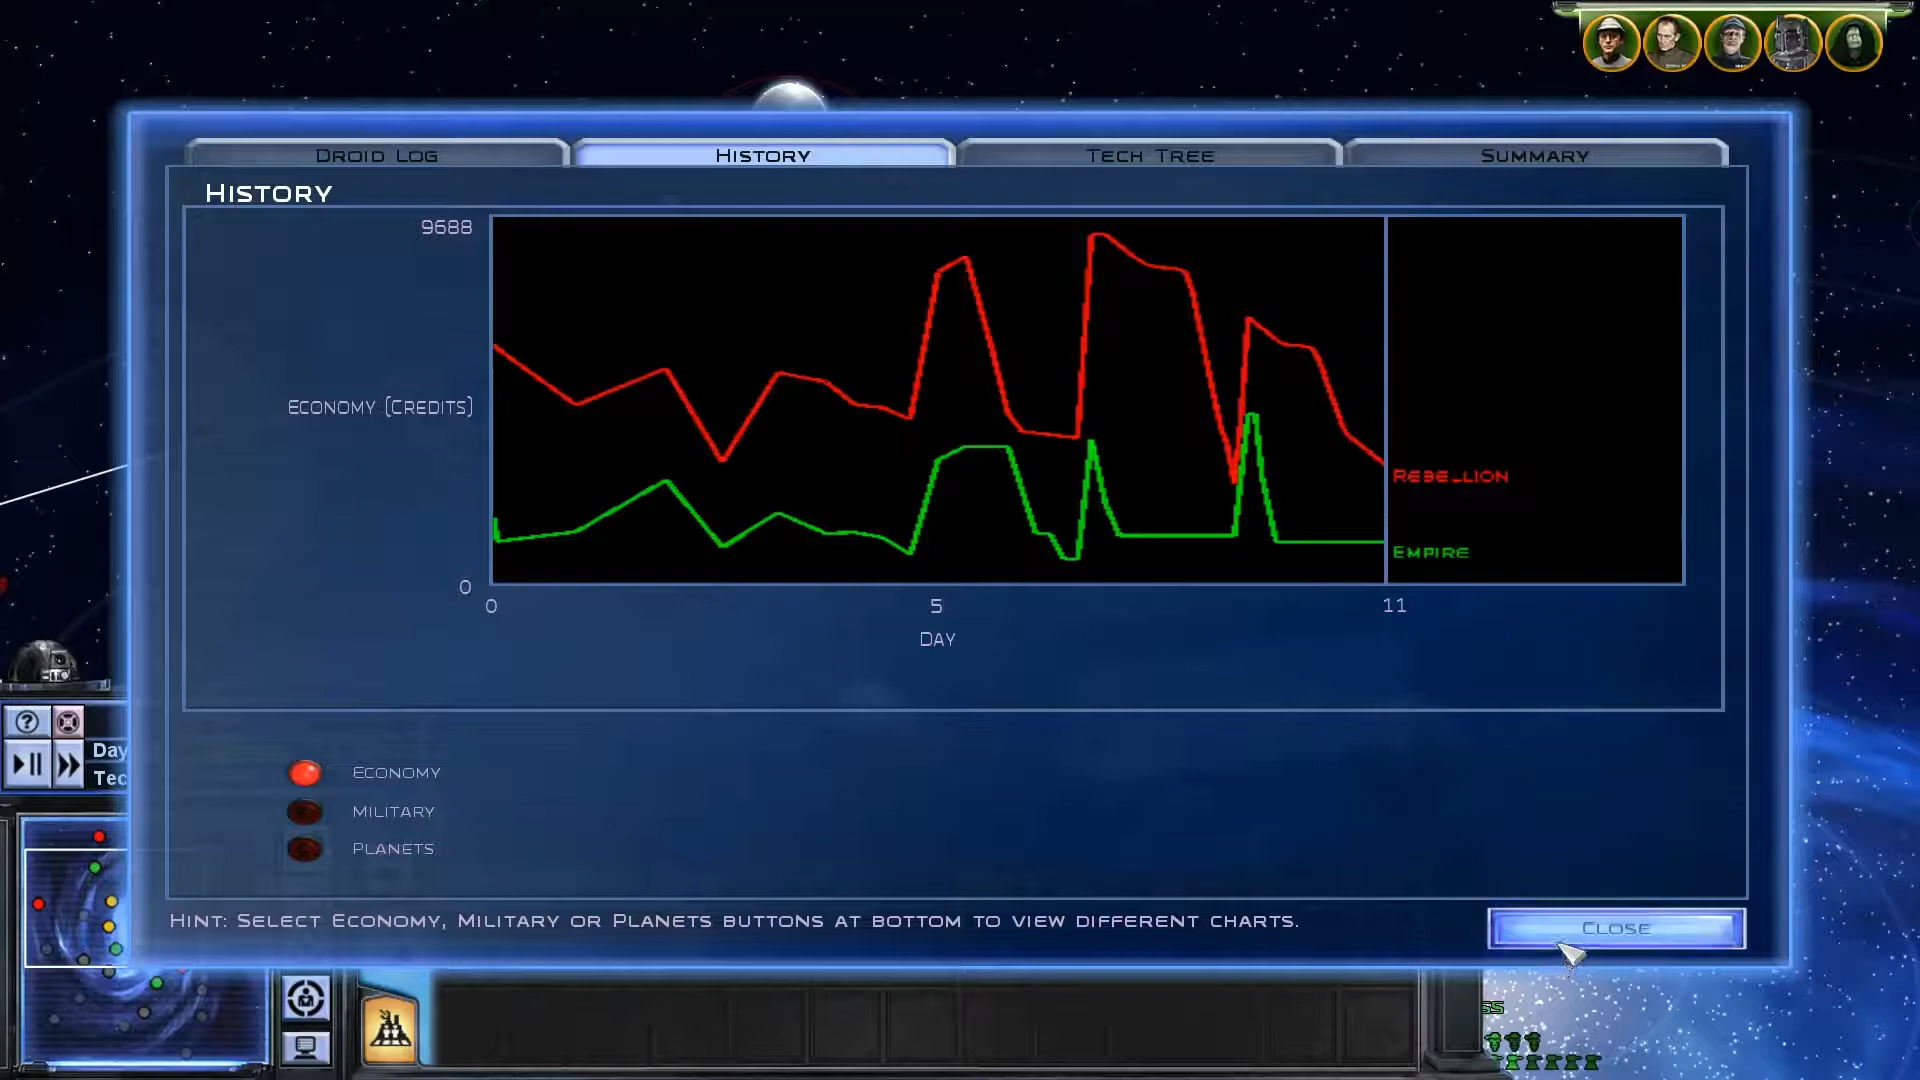 DROID LOG
HISTORY
TECH TREE
SUMMARY
HISTORY
9688
ECONOMY (CREDITS)
REBELLION
EMPIRE
0
0
5
11
DAY
?
Day
Tec
ECONOMY
MILITARY
PLANETS
HINT: SELECT ECONOMY, MILITARY OR PLANETS BUTTONS AT BOTTOM TO VIEW DIFFERENT CHARTS.
CLOSE